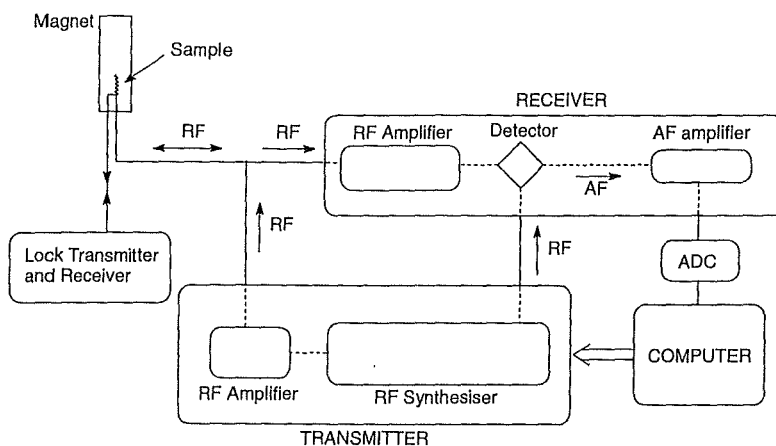 Magnet
Sample
RECEIVER
RF
RF
RF Amplifier
Detector
AF amplifier
AF
RF
RF
Lock Transmitter
and Receiver
ADC
COMPUTER
RF Amplifier
RF Synthesiser
TRANSMITTER